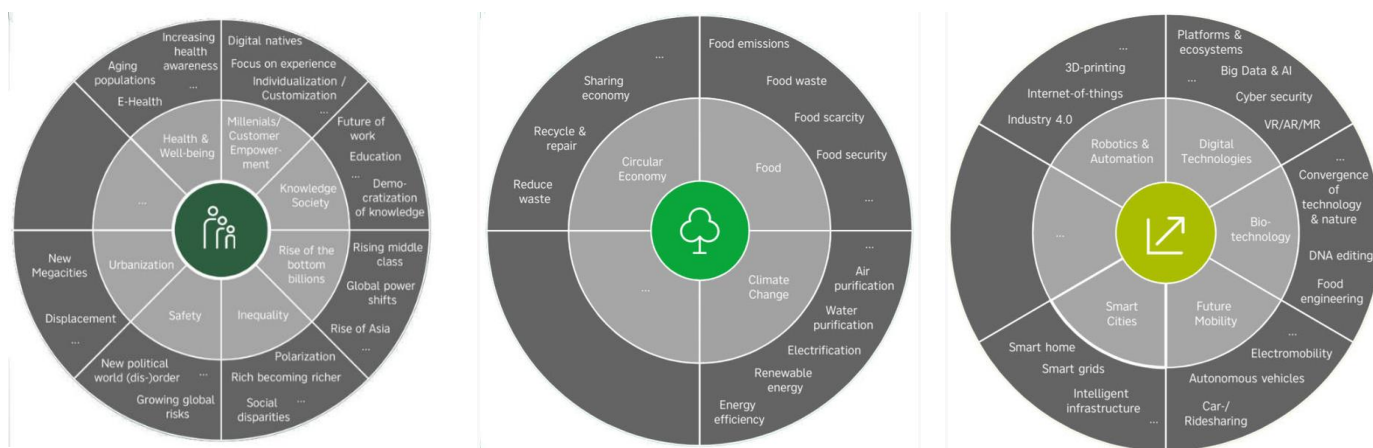 Increasing
health
awareness
...
Aging
populations
E-Health
Digital natives
Focus on experience
Individualization /
Customization
...
Future of
work
Education
...
Demo-
cratization
of knowledge
Rising middle
class
Global power
shifts
Rise of Asia
...
Polarization
Rich becoming richer
...
Social
disparities
New political
world (dis-)order
...
Growing global
risks
New
Megacities
Displacement
...
Health &
Well-being
Millenials/
Customer
Empower-
ment
Knowledge
Society
Rise of the
bottom
billions
Inequality
Safety
Urbanization
...
...
Sharing
economy
Recycle &
repair
Reduce
waste
Food emissions
Food waste
Food scarcity
Food security
...
...
Air
purification
Water
purification
Electrification
Renewable
energy
Energy
efficiency
Circular
Economy
Food
Climate
Change
...
...
3D-printing
Internet-of-things
Industry 4.0
Platforms &
ecosystems
...
Big Data & AI
Cyber security
VR/AR/MR
...
Convergence
of
technology
& nature
DNA editing
Food
engineering
...
Electromobility
Autonomous vehicles
Car-/
Ridesharing
Smart home
Smart grids
Intelligent
infrastructure
...
Robotics &
Automation
Digital
Technologies
Bio-
technology
Future
Mobility
Smart
Cities
...